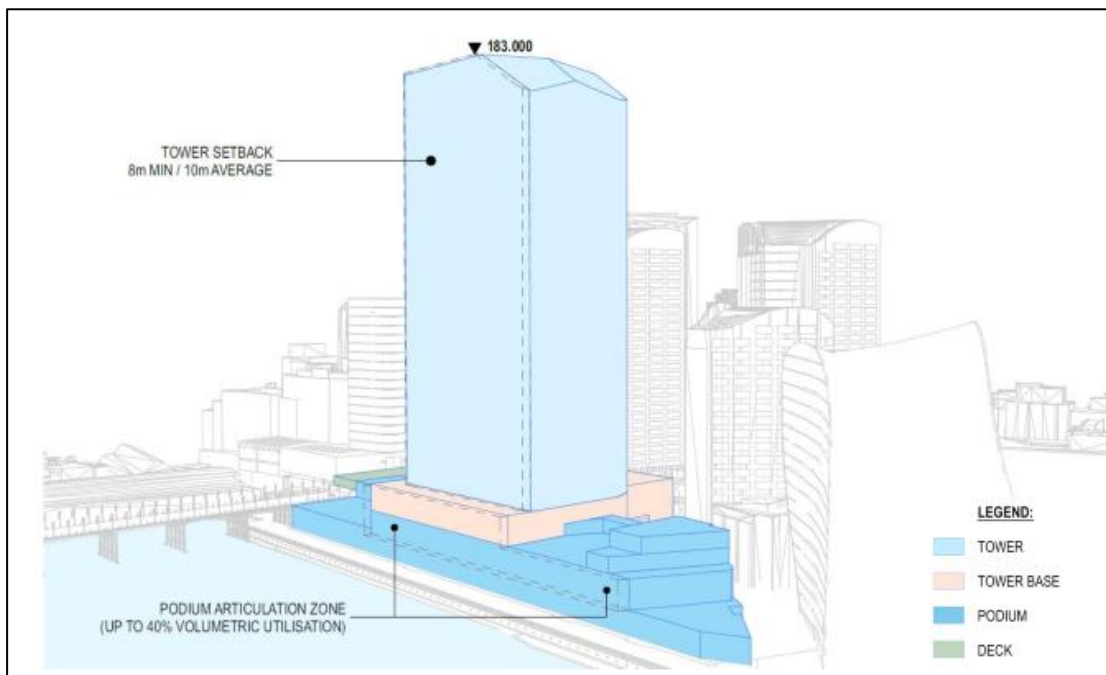 183.000
TOWER SETBACK
8m MIN / 10m AVERAGE
PODIUM ARTICULATION ZONE
(UP TO 40% VOLUMETRIC UTILISATION)
LEGEND:
TOWER
TOWER BASE
PODIUM
DECK